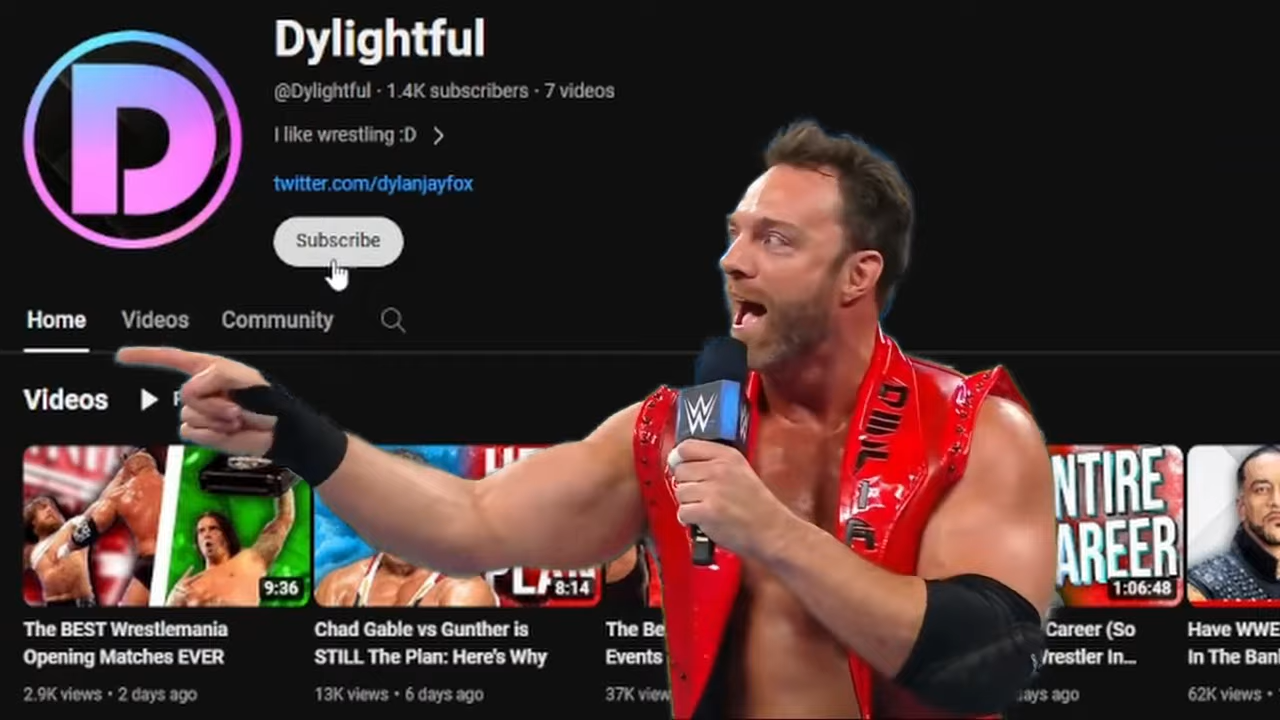 Dylightful
@Dylightful · 1.4K subscribers · 7 videos
I like wrestling :D
twitter.com/dylanjayfox
Subscribe
Home Videos Community
Videos
W
NTIRE
AREER
9:36
8:14
1:06:48
The BEST Wrestlemania
Opening Matches EVER
Chad Gable vs Gunther is
STILL The Plan: Here's Why
The Be
Events
Career (So
Wrestler In...
Have WWE
In The Ban
2.9K views · 2 days ago
13K views · 6 days ago
37K view
ays ago
62K views ·